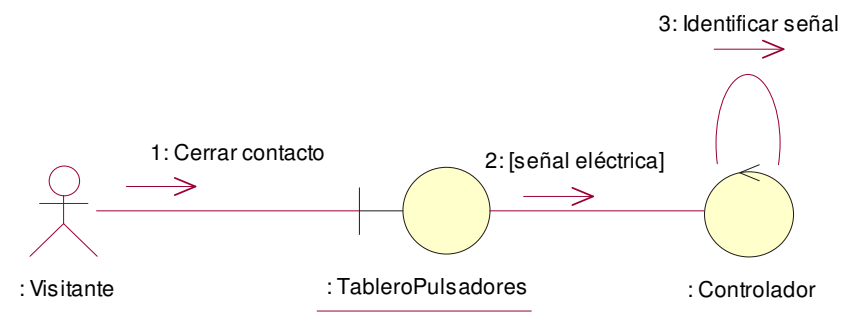 3: Identificar señal
1: Cerrar contacto
2: [señal eléctrica]
: Visitante
: TableroPulsadores
: Controlador